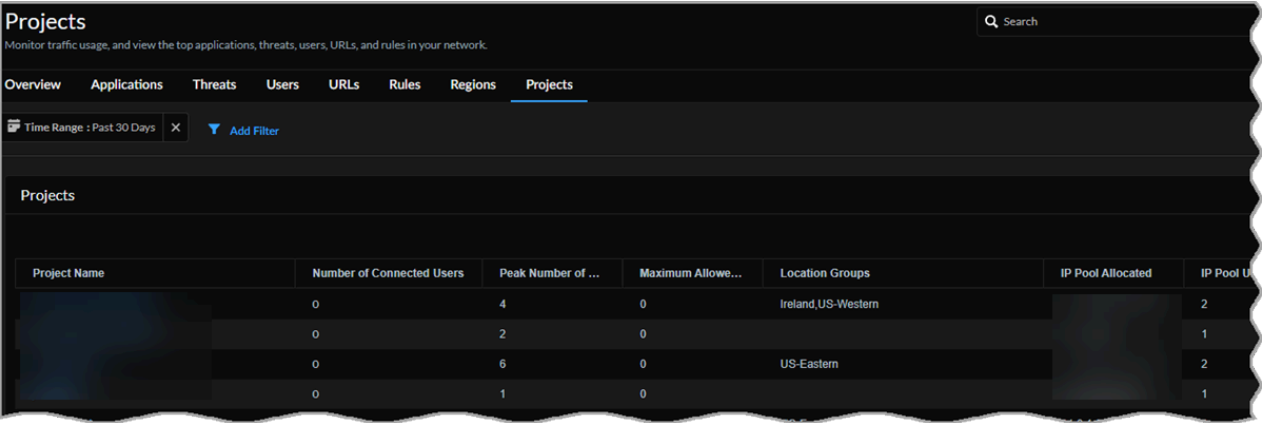 Projects
Search
Monitor traffic usage, and view the top applications, threats, users, URLs, and rules in your network.
Overview Applications Threats Users URLs Rules Regions Projects
Time Range : Past 30 Days X Add Filter
Projects
Project Name Number of Connected Users Peak Number of ... Maximum Allowe... Location Groups IP Pool Allocated IP Pool U
0 4 0 Ireland,US-Western 2
0 2 0 1
0 6 0 US-Eastern 2
0 1 0 1